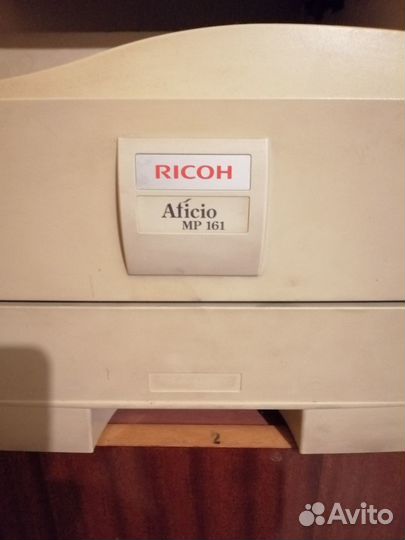 RICOH
Aficio
MP 161
2
Avito